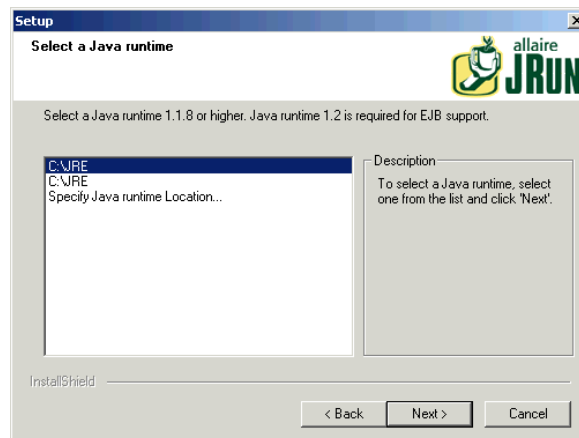 Setup
Select a Java runtime
allaire
JRUN
Select a Java runtime 1.1.8 or higher. Java runtime 1.2 is required for EJB support.
C:\JRE
C:\JRE
Specify Java runtime Location...
Description
To select a Java runtime, select
one from the list and click 'Next'.
InstallShield
< Back
Next >
Cancel